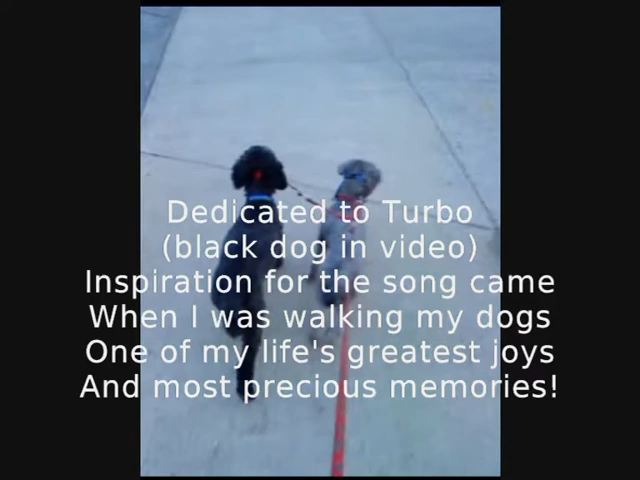 Dedicated to Turbo
(black dog in video)
Inspiration for the song came
When I was walking my dogs
One of my life's greatest joys
And most precious memories!